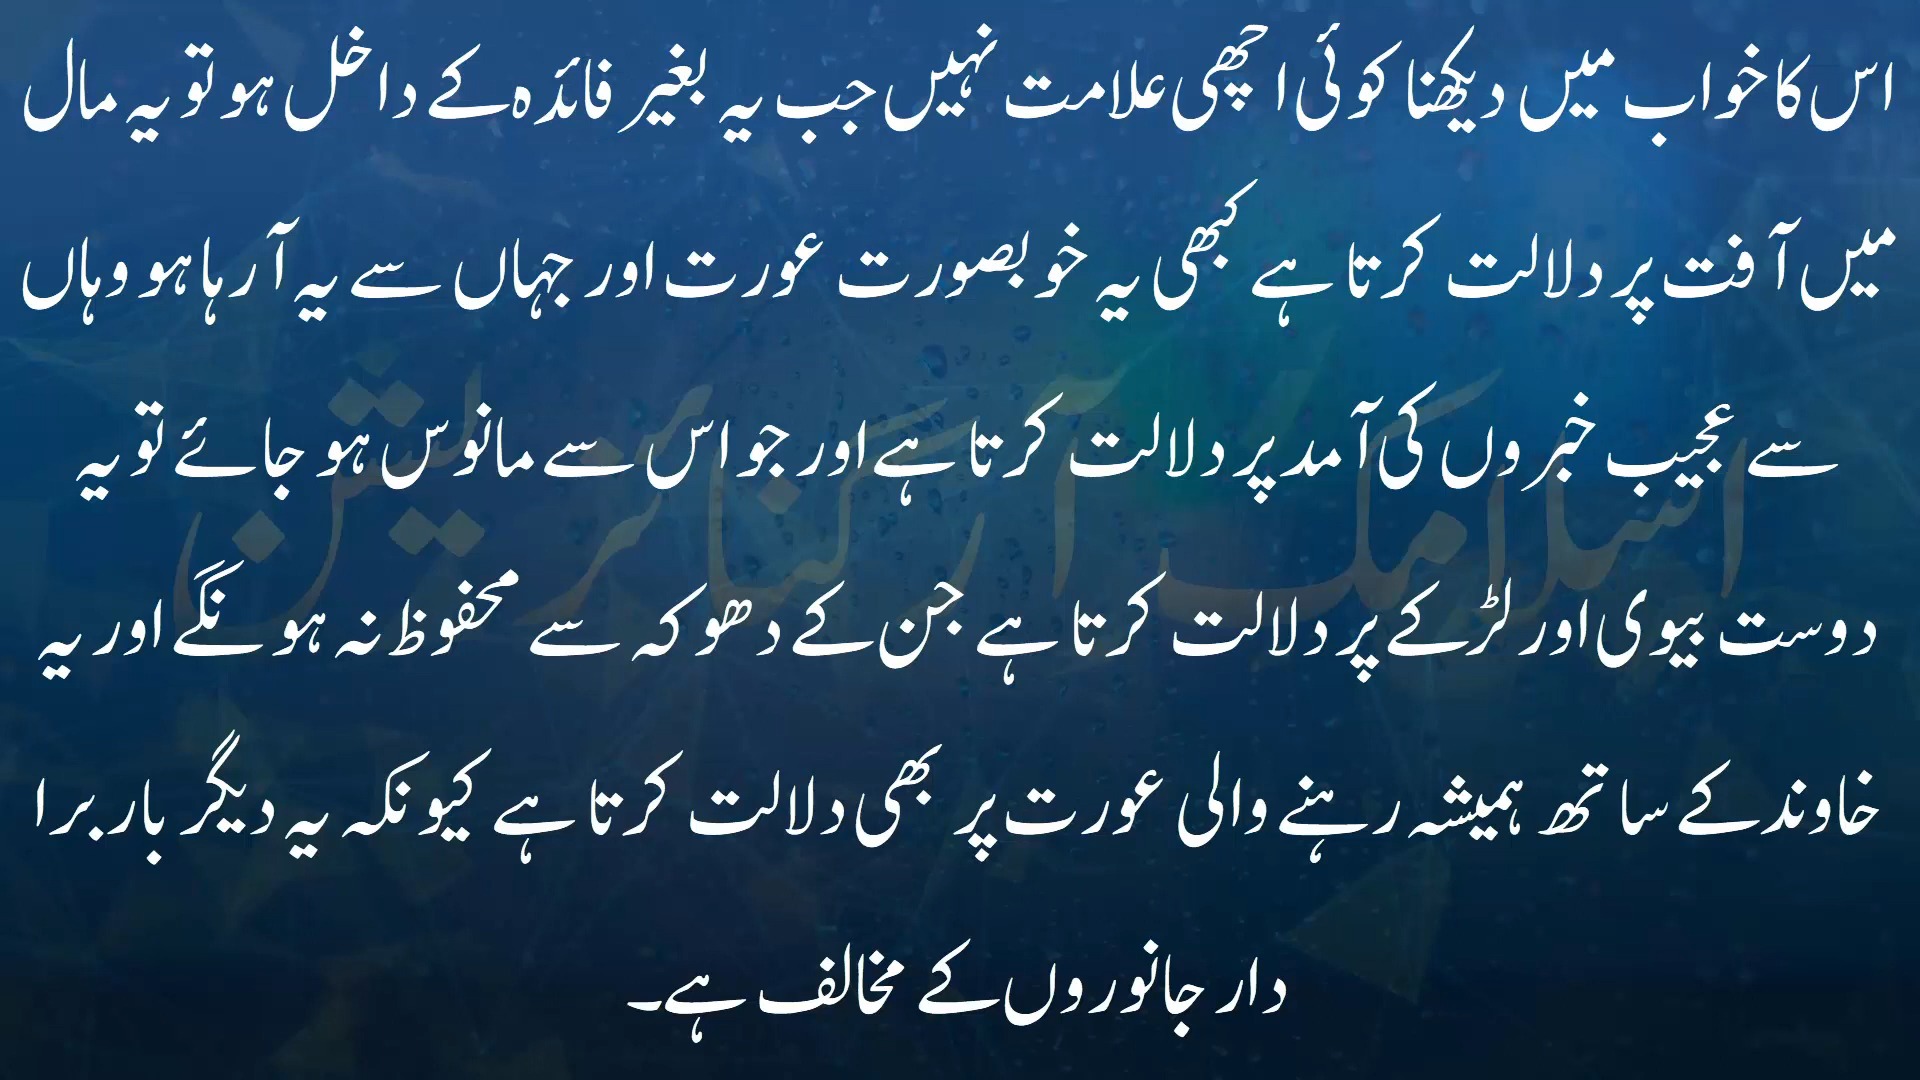 اس کا خواب میں دیکھنا کوئی اچھی علامت نہیں جب یہ بغیر فائدہ کے داخل ہو تو یہ مال
میں آفت پر دلالت کرتا ہے کبھی یہ خوبصورت عورت اور جہاں سے یہ آرہا ہو وہاں
سے عجیب خبروں کی آمد پر دلالت کرتا ہے اور جو اس سے مانوس ہو جائے تو یہ
اسلامک آرگنائزیشن
دوست بیوی اور لڑکے پر دلالت کرتا ہے جن کے دھوکہ سے محفوظ نہ ہونگے اور یہ
خاوند کے ساتھ ہمیشہ رہنے والی عورت پر بھی دلالت کرتا ہے کیونکہ یہ دیگر بار برا
دار جانوروں کے مخالف ہے۔